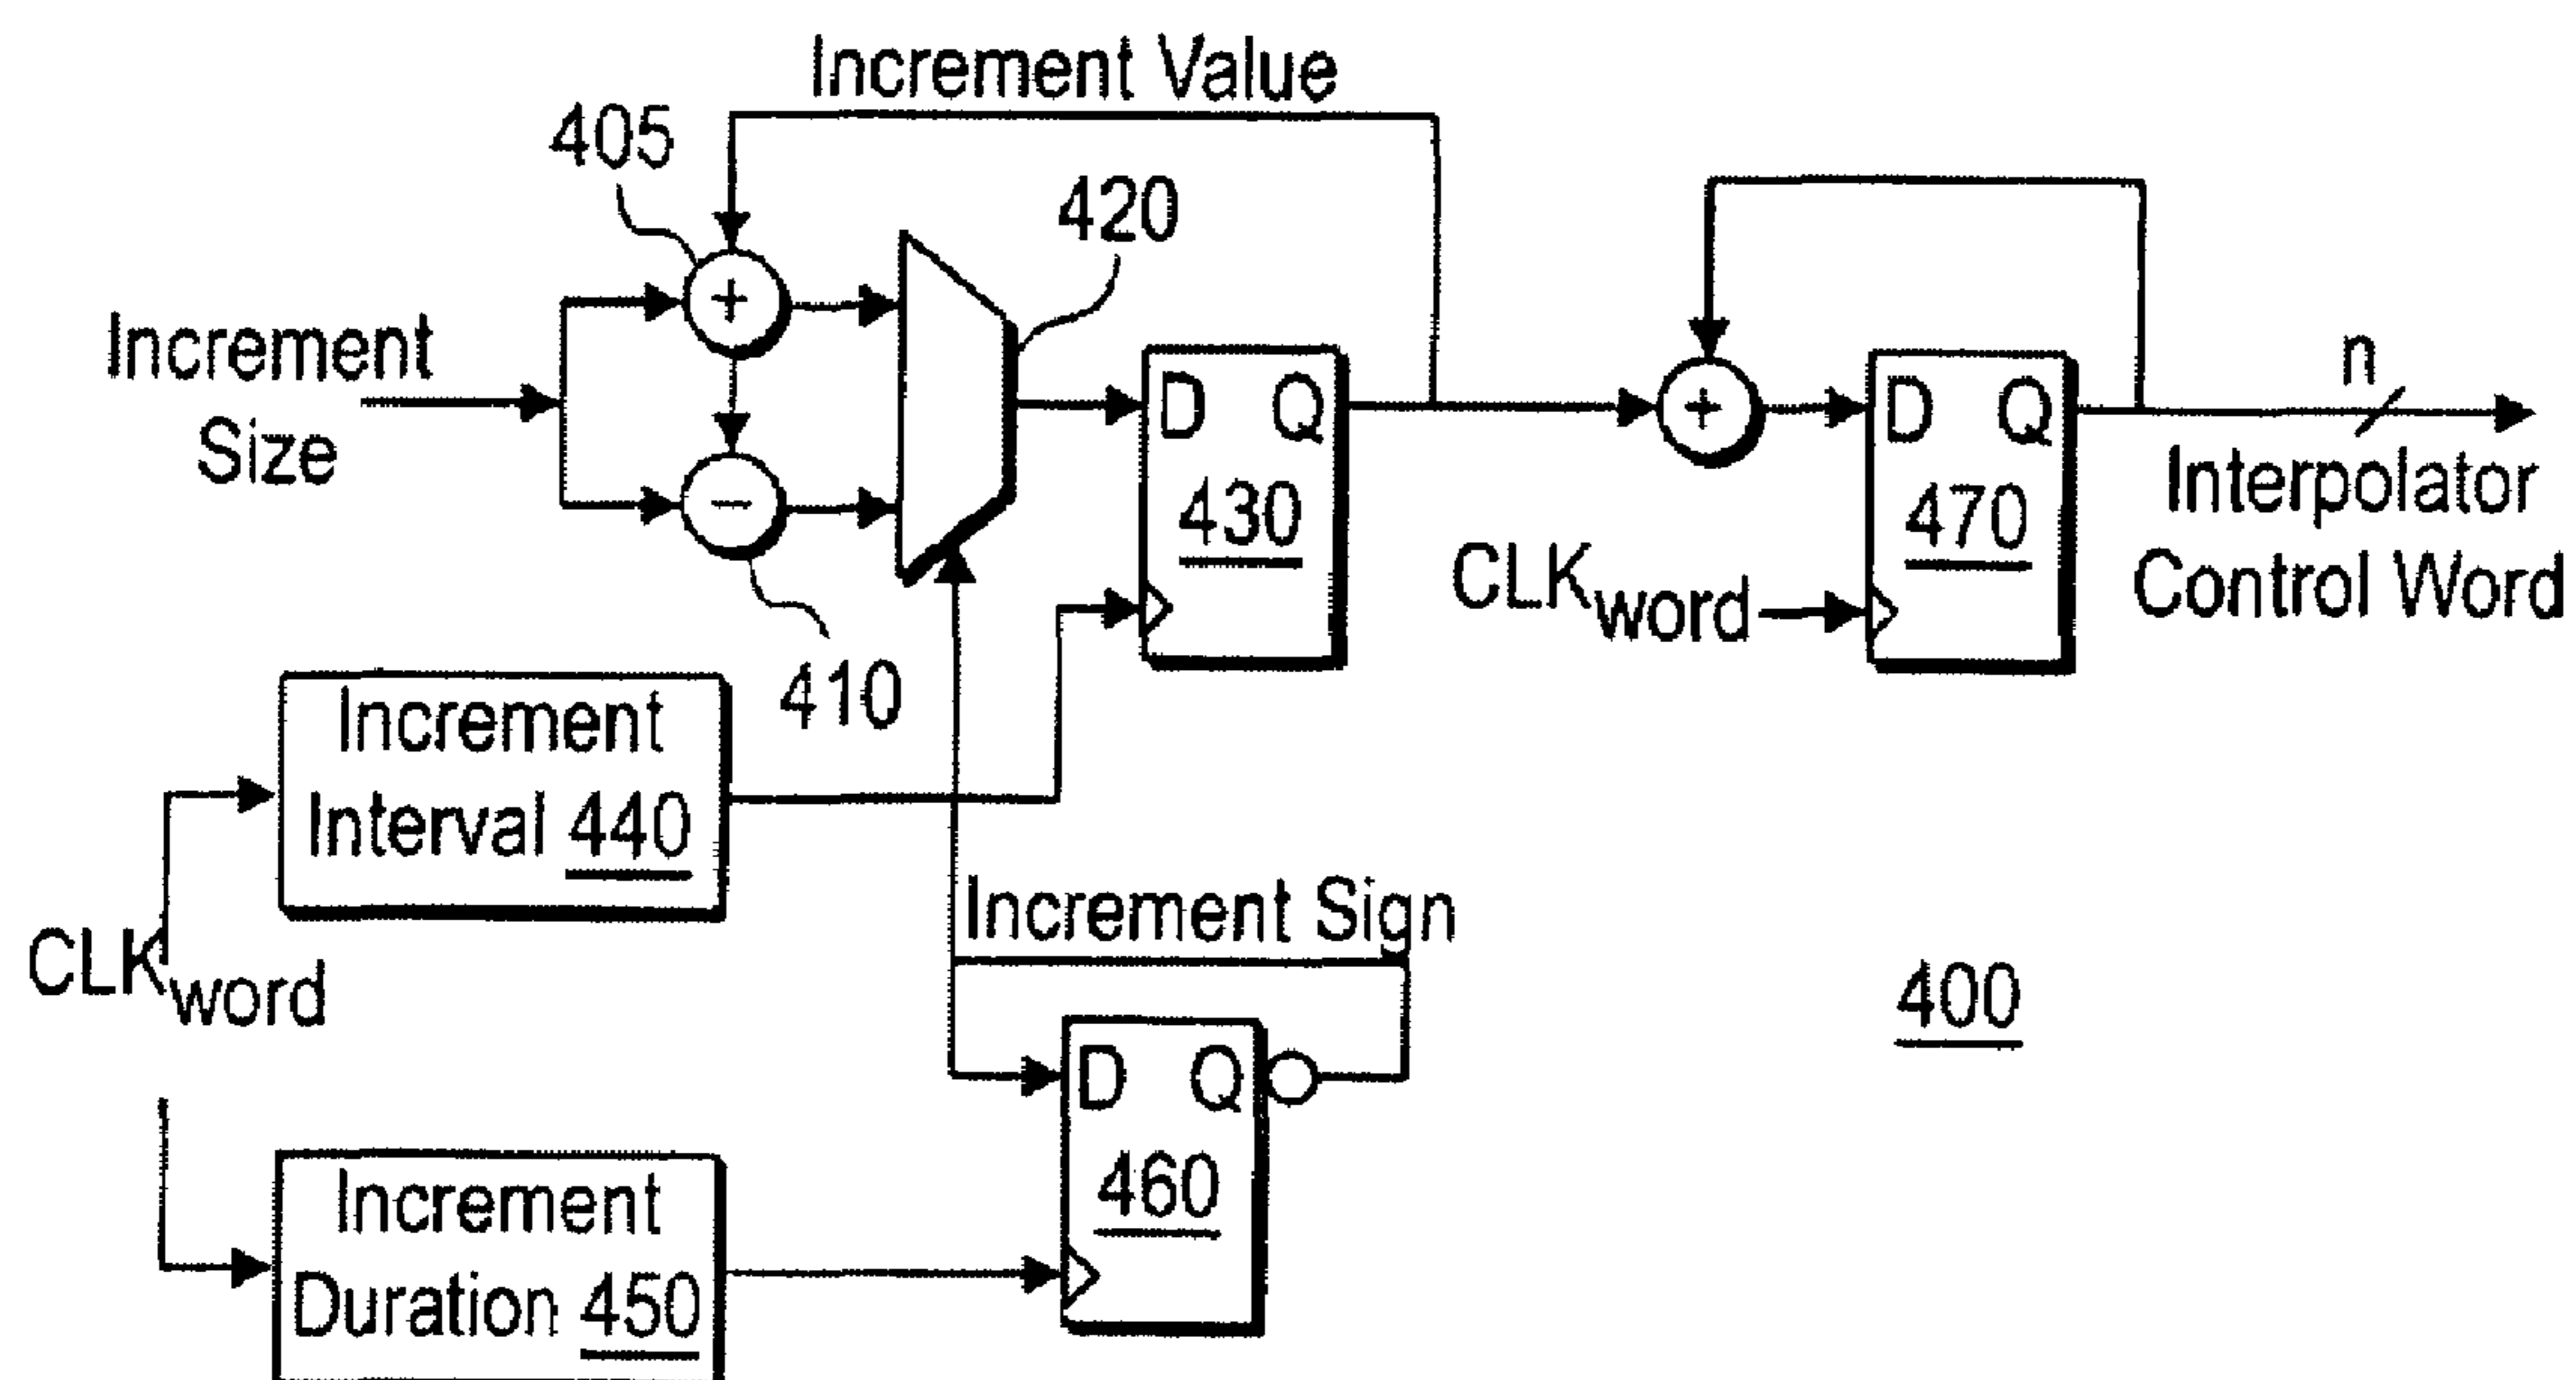 Increment Value
405
420
Increment
Size
+
−
+
D Q
430
D Q
470
n
Interpolator
Control Word
CLKword
410
Increment
Interval 440
CLKword
Increment Sign
D Q
460
400
Increment
Duration 450